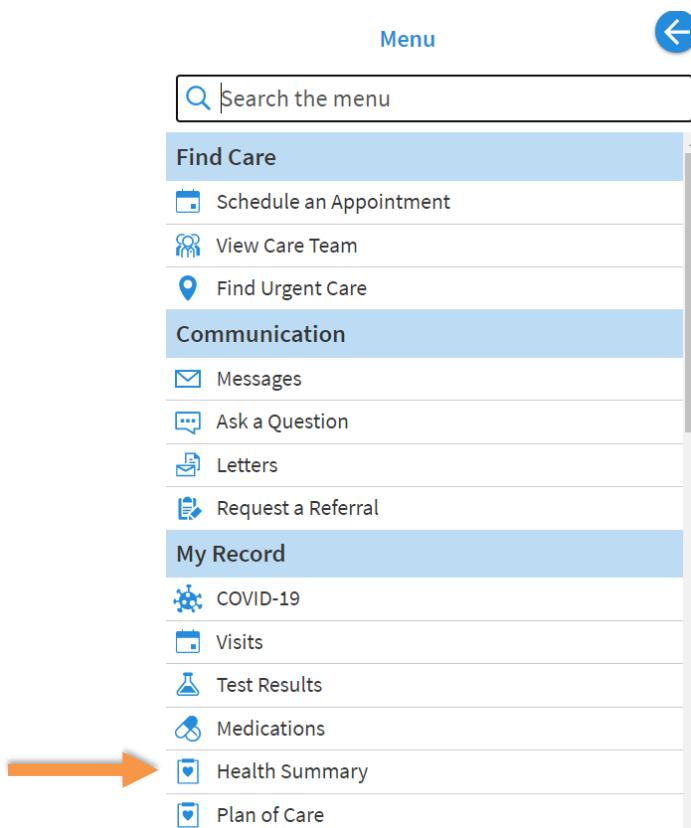 Menu
Search the menu
Find Care
Schedule an Appointment
View Care Team
Find Urgent Care
Communication
Messages
Ask a Question
Letters
Request a Referral
My Record
COVID-19
Visits
Test Results
Medications
Health Summary
Plan of Care